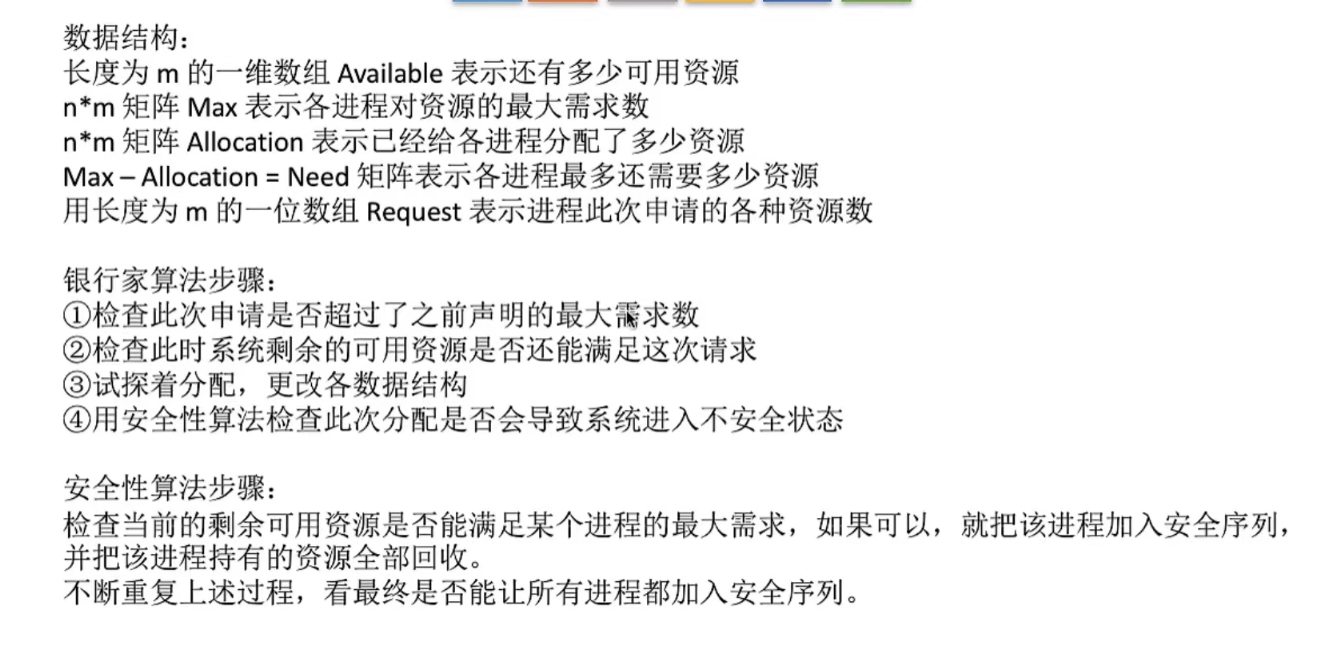 数据结构：
长度为 m 的一维数组 Available 表示还有多少可用资源
n*m 矩阵 Max 表示各进程对资源的最大需求数
n*m 矩阵 Allocation 表示已经给各进程分配了多少资源
Max – Allocation = Need 矩阵表示各进程最多还需要多少资源
用长度为 m 的一位数组 Request 表示进程此次申请的各种资源数
银行家算法步骤：
①检查此次申请是否超过了之前声明的最大需求数
②检查此时系统剩余的可用资源是否还能满足这次请求
③试探着分配，更改各数据结构
④用安全性算法检查此次分配是否会导致系统进入不安全状态
安全性算法步骤：
检查当前的剩余可用资源是否能满足某个进程的最大需求，如果可以，就把该进程加入安全序列，
并把该进程持有的资源全部回收。
不断重复上述过程，看最终是否能让所有进程都加入安全序列。